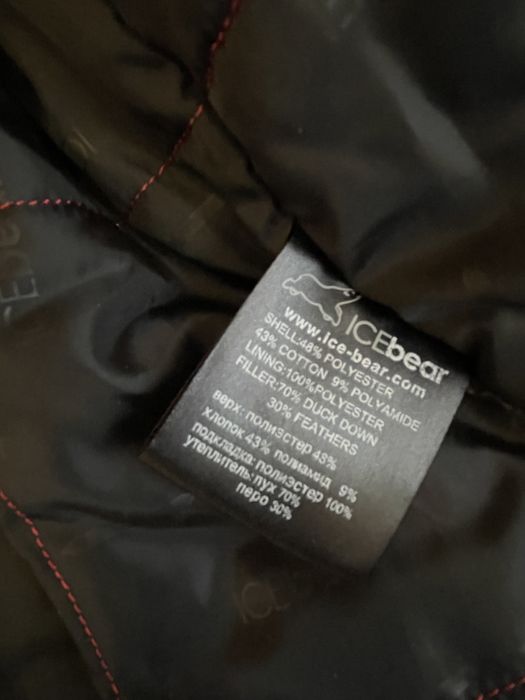 ICEbear
www.ice-bear.com
SHELL:48% POLYESTER
43% COTTON 9% POLYAMIDE
LINING:100%POLYESTER
FILLER:70% DUCK DOWN
30% FEATHERS
верх: полиэстер 48%
хлопок 43% полиамид 9%
подкладка: полиэстер 100%
утеплитель: пух 70%
перо 30%